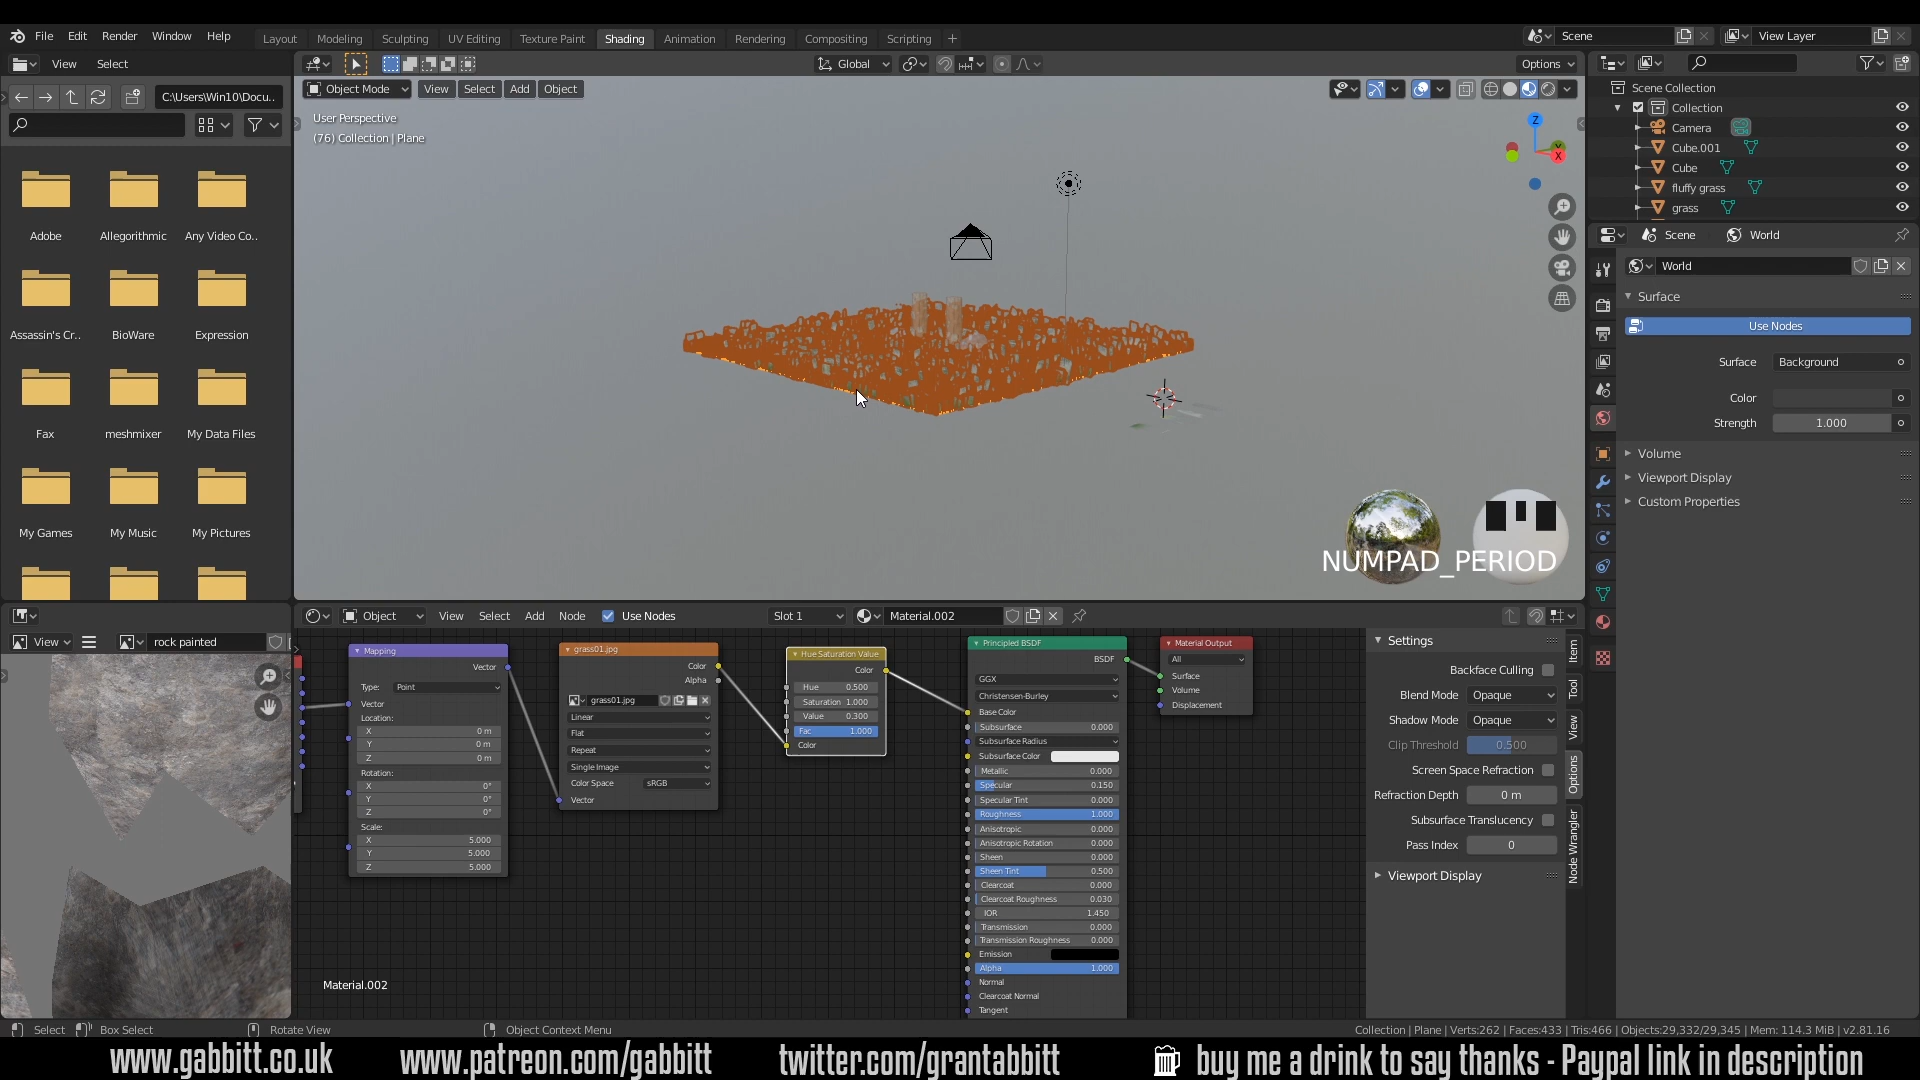 File Edit Render Window Help
Layout Modeling Sculpting UV Editing Texture Paint Shading Animation Rendering Compositing Scripting +
Scene View Layer
View Select
Global Options
C:\Users\Win10\Docu..
Object Mode View Select Add Object
User Perspective
(76) Collection | Plane
Z
Y
X
Adobe Allegorithmic Any Video Co..
Assassin's Cr.. BioWare Expression
Fax meshmixer My Data Files
My Games My Music My Pictures
NUMPAD_PERIOD
Scene Collection
Collection
Camera
Cube.001
Cube
fluffy grass
grass
Scene World
World
Surface
Use Nodes
Surface Background
Color
Strength 1.000
Volume
Viewport Display
Custom Properties
Object View Select Add Node Use Nodes Slot 1 Material.002
View rock painted
Mapping
Vector
Type: Point
Vector
Location:
X 0 m
Y 0 m
Z 0 m
Rotation:
X 0°
Y 0°
Z 0°
Scale:
X 5.000
Y 5.000
Z 5.000
grass01.jpg
Color
Alpha
grass01.jpg
Linear
Flat
Repeat
Single Image
Color Space sRGB
Vector
Hue Saturation Value
Color
Hue 0.500
Saturation 1.000
Value 0.300
Fac 1.000
Color
Principled BSDF
BSDF
GGX
Christensen-Burley
Base Color
Subsurface 0.000
Subsurface Radius
Subsurface Color
Metallic 0.000
Specular 0.150
Specular Tint 0.000
Roughness 1.000
Anisotropic 0.000
Anisotropic Rotation 0.000
Sheen 0.000
Sheen Tint 0.500
Clearcoat 0.000
Clearcoat Roughness 0.030
IOR 1.450
Transmission 0.000
Transmission Roughness 0.000
Emission
Alpha 1.000
Normal
Clearcoat Normal
Tangent
Material Output
All
Surface
Volume
Displacement
Material.002
Settings
Backface Culling
Blend Mode Opaque
Shadow Mode Opaque
Clip Threshold 0.500
Screen Space Refraction
Refraction Depth 0 m
Subsurface Translucency
Pass Index 0
Viewport Display
Item
Tool
View
Options
Node Wrangler
Select Box Select Rotate View Object Context Menu
Collection | Plane | Verts:262 | Faces:433 | Tris:466 | Objects:29,332/29,345 | Mem: 114.3 MiB | v2.81.16
www.gabbitt.co.uk www.patreon.com/gabbitt twitter.com/grantabbitt buy me a drink to say thanks - Paypal link in description